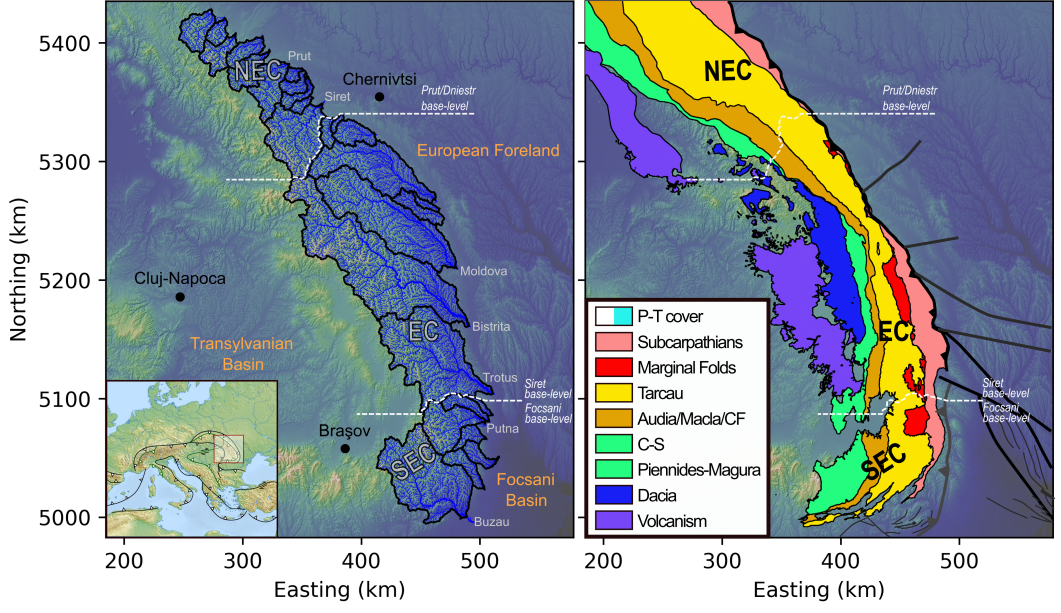 5400
5300
5200
5100
5000
Northing (km)
200
300
400
500
Easting (km)
NEC
Prut
Chernivtsi
Siret
Prut/Dniestr
base-level
European Foreland
Cluj-Napoca
Moldova
Transylvanian
Basin
EC
Bistrita
Trotus
Siret
base-level
Focsani
base-level
Putna
Braşov
SEC
Focsani
Basin
Buzau
NEC
Prut/Dniestr
base-level
EC
Siret
base-level
Focsani
base-level
SEC
P-T cover
Subcarpathians
Marginal Folds
Tarcau
Audia/Macla/CF
C-S
Piennides-Magura
Dacia
Volcanism
200
300
400
500
Easting (km)